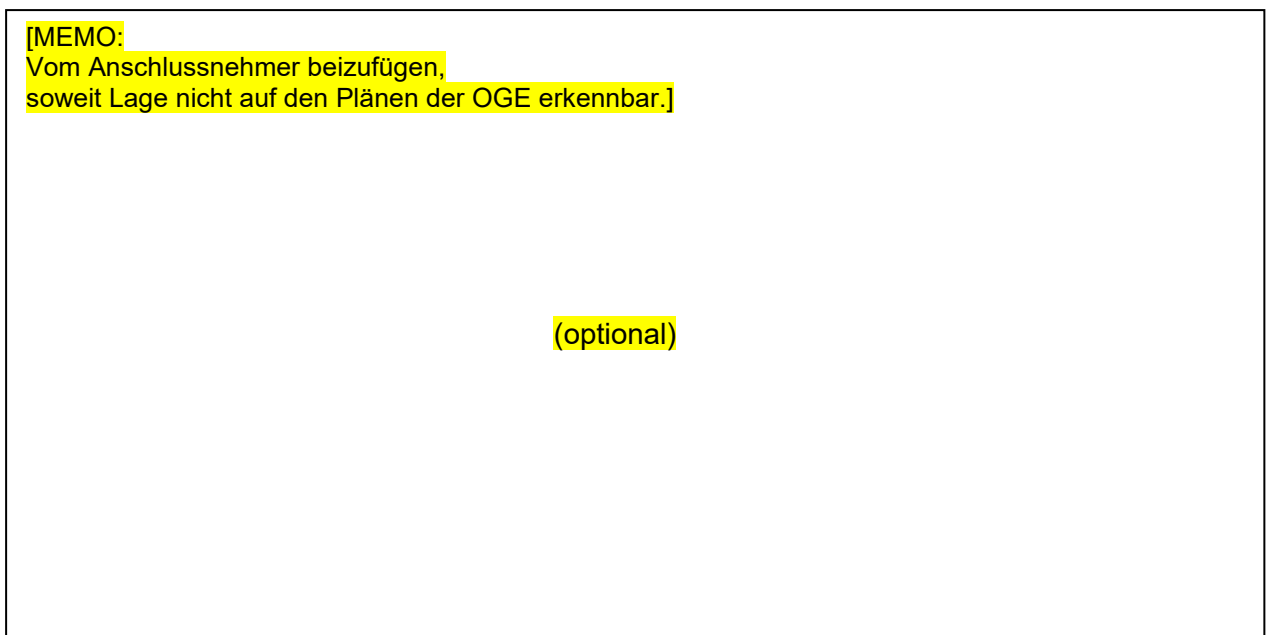 [MEMO:
Vom Anschlussnehmer beizufügen,
soweit Lage nicht auf den Plänen der OGE erkennbar.]
(optional)